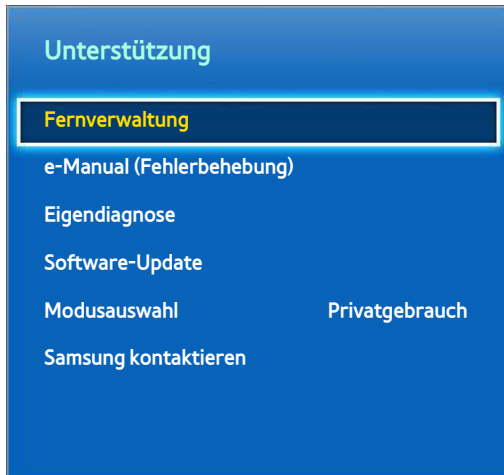 Unterstützung
Fernverwaltung
e-Manual (Fehlerbehebung)
Eigendiagnose
Software-Update
Modusauswahl Privatgebrauch
Samsung kontaktieren